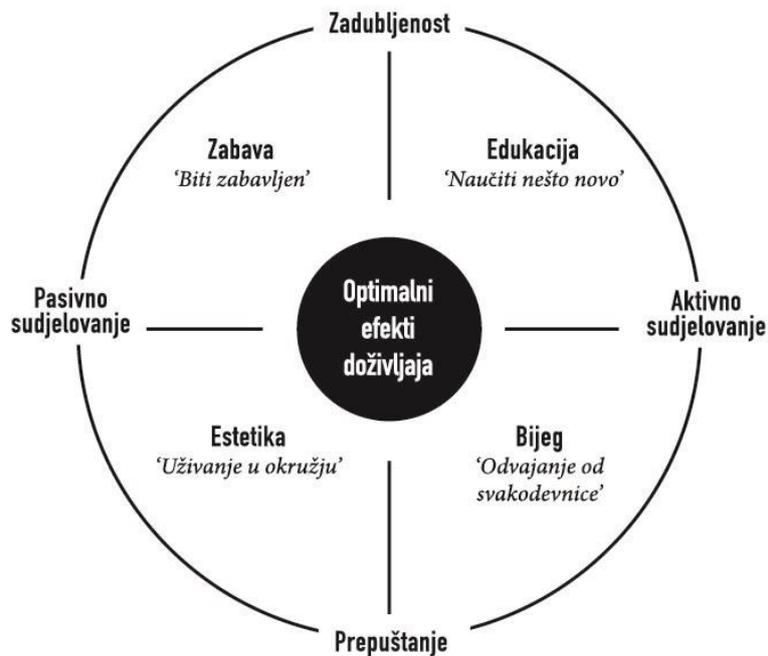 Zadubljenost
Zabava
‘Biti zabavljen’
Edukacija
‘Naučiti nešto novo’
Pasivno
sudjelovanje
Optimalni
efekti
doživljaja
Aktivno
sudjelovanje
Estetika
‘Uživanje u okružju’
Bijeg
‘Odvajanje od
svakodevnice’
Prepuštanje